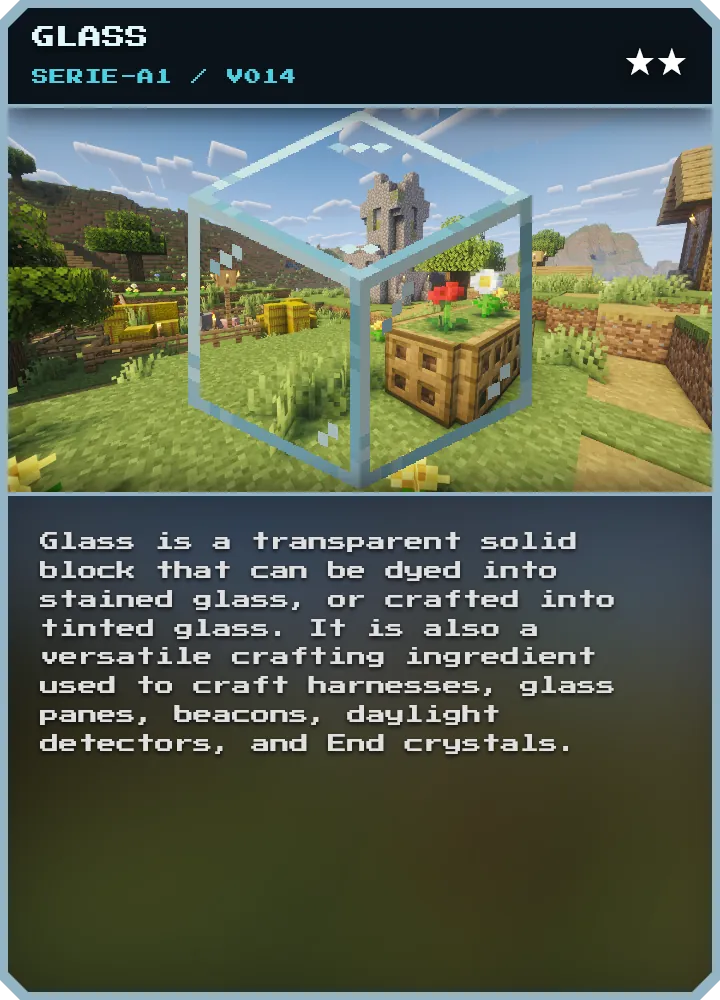 GLASS
SERIE-A1 / V014
★★
Glass is a transparent solid
block that can be dyed into
stained glass, or crafted into
tinted glass. It is also a
versatile crafting ingredient
used to craft harnesses, glass
panes, beacons, daylight
detectors, and End crystals.